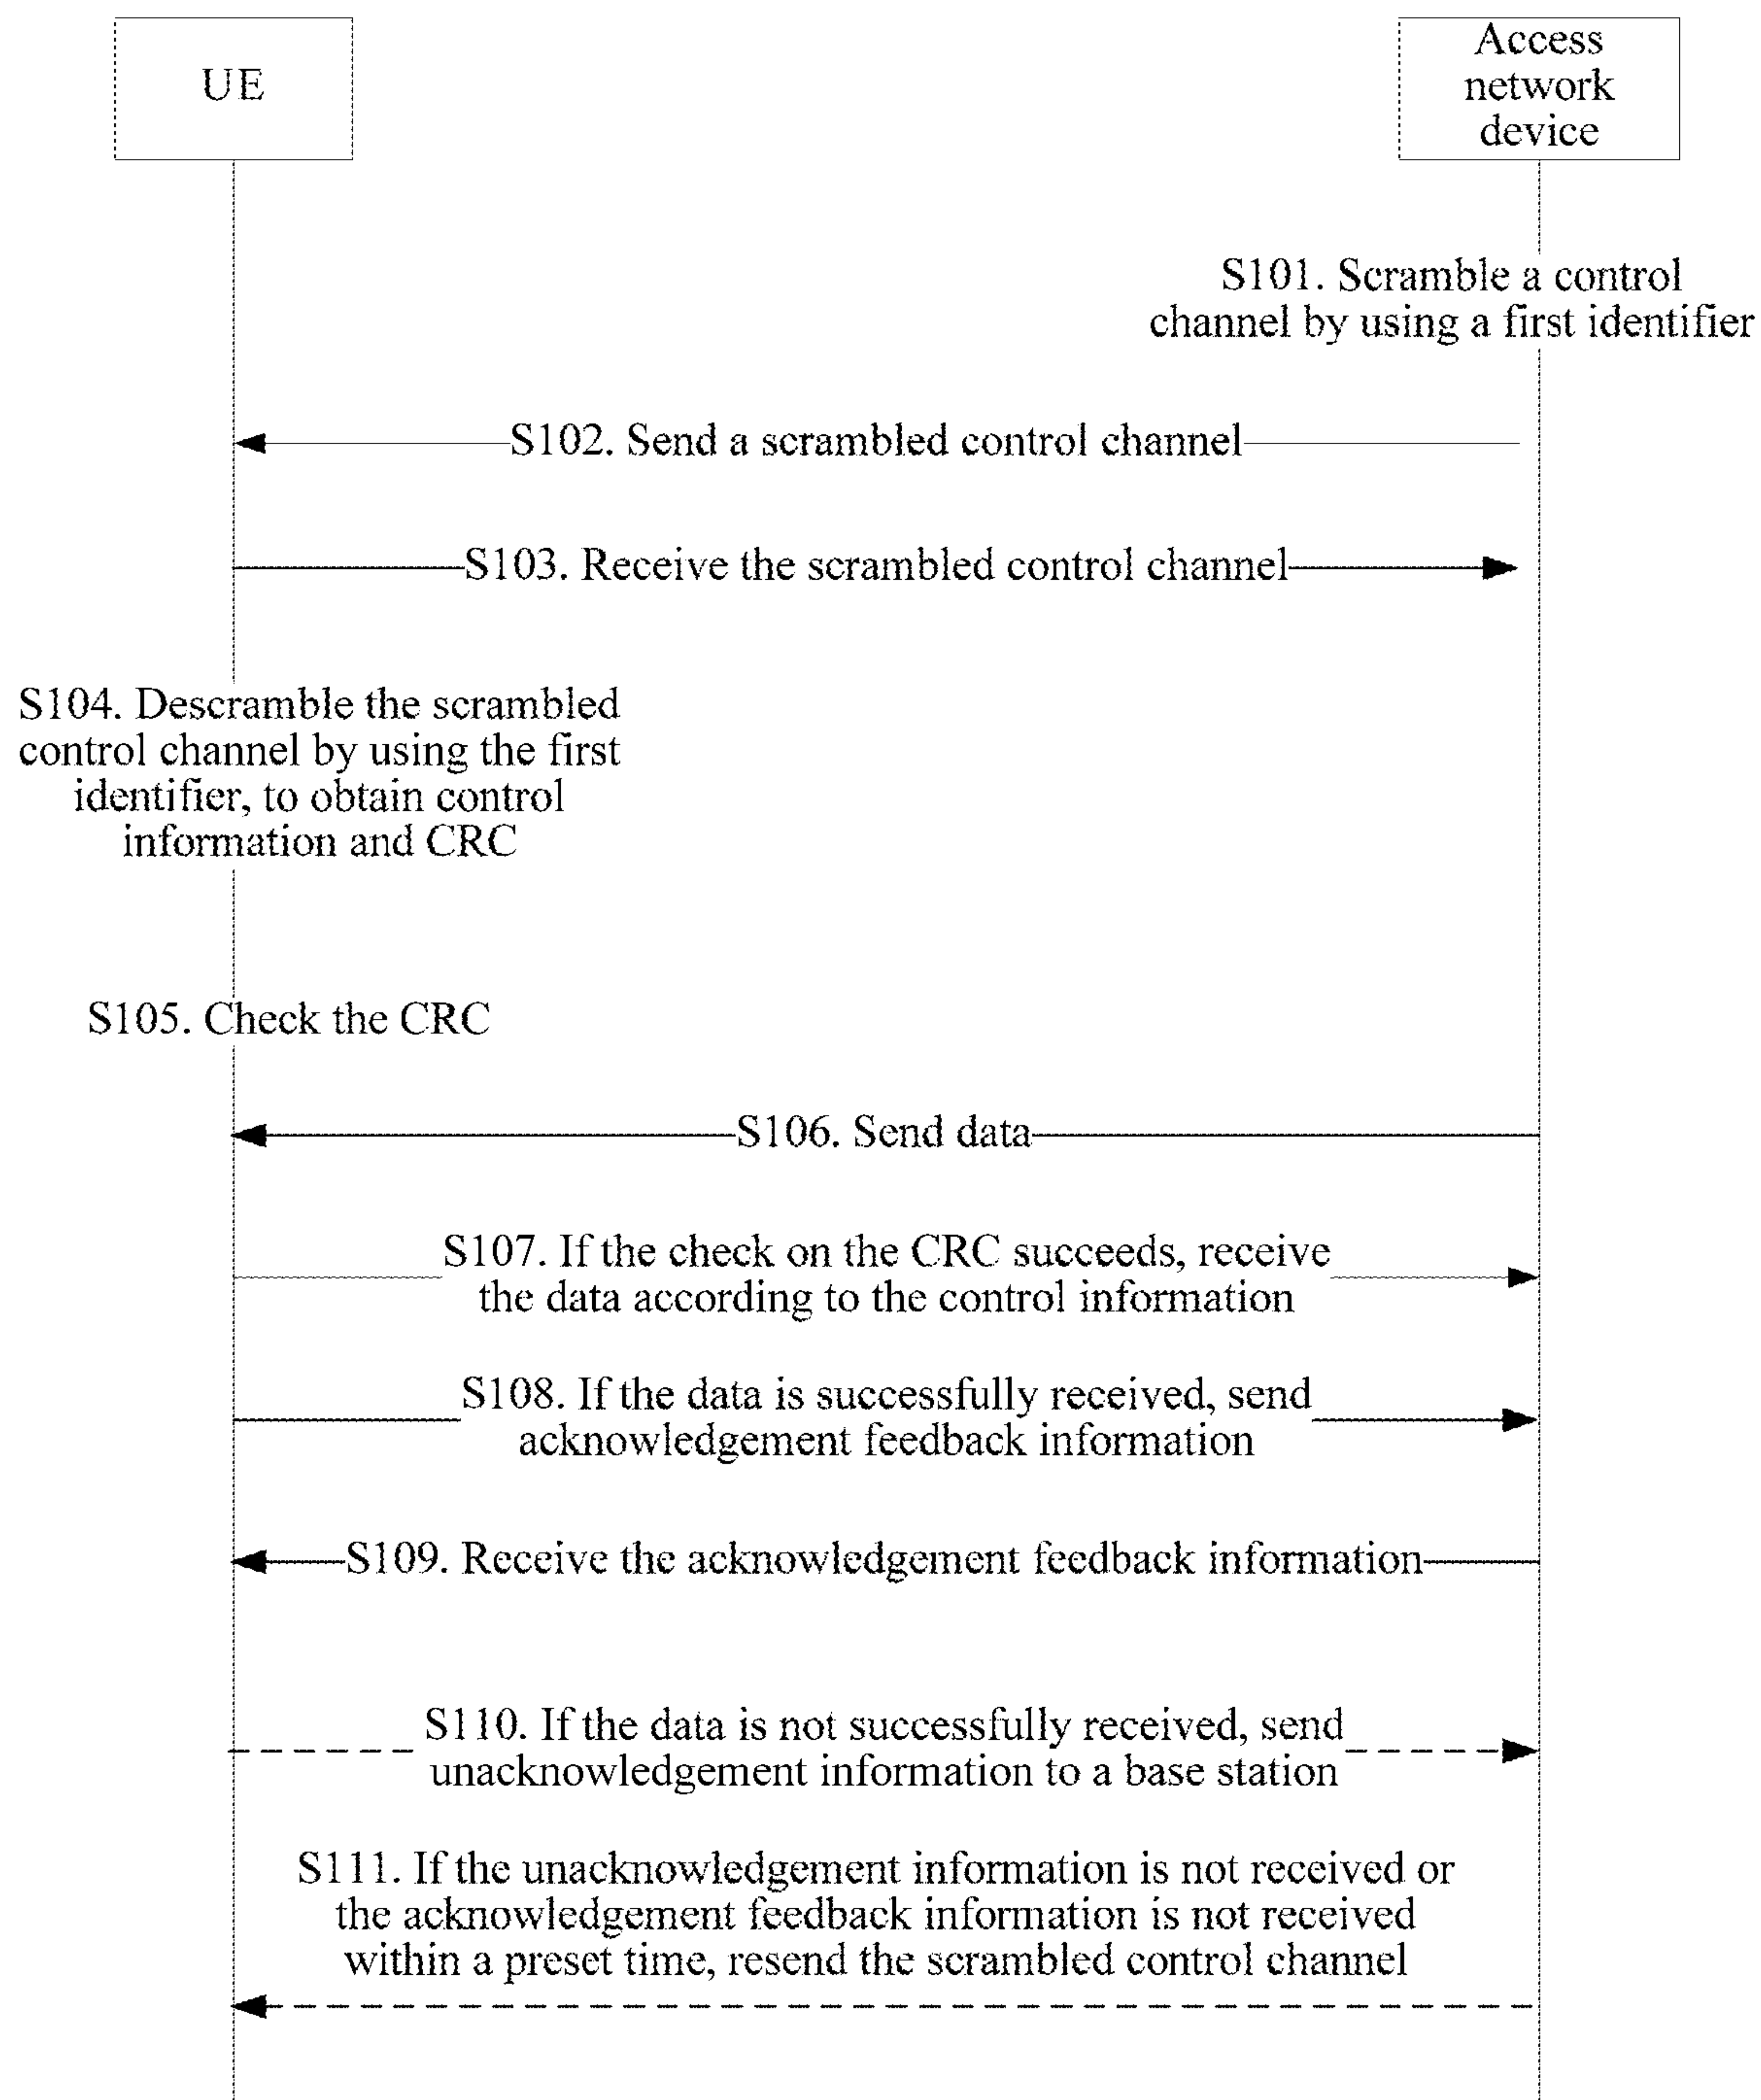 UE
Access
network
device
S101. Scramble a control
channel by using a first identifier
S102. Send a scrambled control channel
S103. Receive the scrambled control channel
S104. Descramble the scrambled
control channel by using the first
identifier, to obtain control
information and CRC
S105. Check the CRC
S106. Send data
S107. If the check on the CRC succeeds, receive
the data according to the control information
S108. If the data is successfully received, send
acknowledgement feedback information
S109. Receive the acknowledgement feedback information
S110. If the data is not successfully received, send
unacknowledgement information to a base station
S111. If the unacknowledgement information is not received or
the acknowledgement feedback information is not received
within a preset time, resend the scrambled control channel